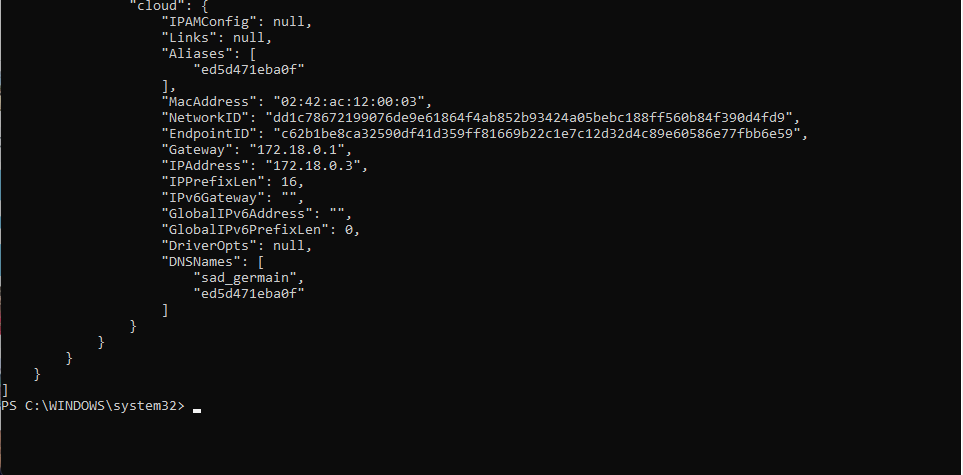 "cloud": {
"IPAMConfig": null,
"Links": null,
"Aliases": [
"ed5d471eba0f"
],
"MacAddress": "02:42:ac:12:00:03",
"NetworkID": "dd1c78672199076de9e61864f4ab852b93424a05bebc188ff560b84f390d4fd9",
"EndpointID": "c62b1be8ca32590df41d359ff81669b22c1e7c12d32d4c89e60586e77fbb6e59",
"Gateway": "172.18.0.1",
"IPAddress": "172.18.0.3",
"IPPrefixLen": 16,
"IPv6Gateway": "",
"GlobalIPv6Address": "",
"GlobalIPv6PrefixLen": 0,
"DriverOpts": null,
"DNSNames": [
"sad_germain",
"ed5d471eba0f"
]
}
}
}
}
]
PS C:\WINDOWS\system32>